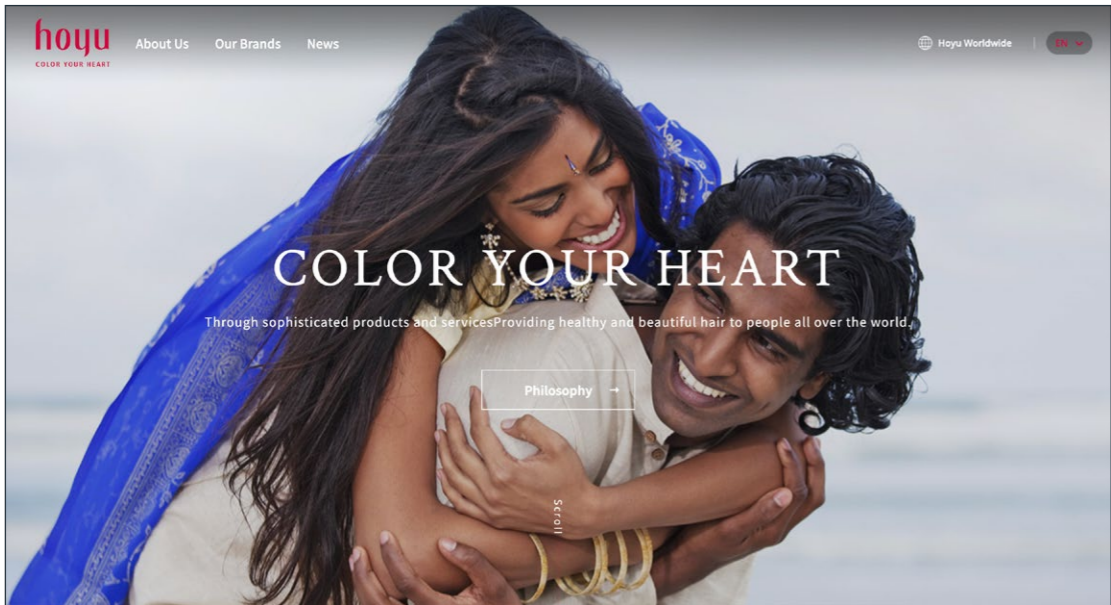 hoyu
COLOR YOUR HEART
About Us
Our Brands
News
Hoyu Worldwide
EN
COLOR YOUR HEART
Through sophisticated products and servicesProviding healthy and beautiful hair to people all over the world.
Philosophy →
Scroll